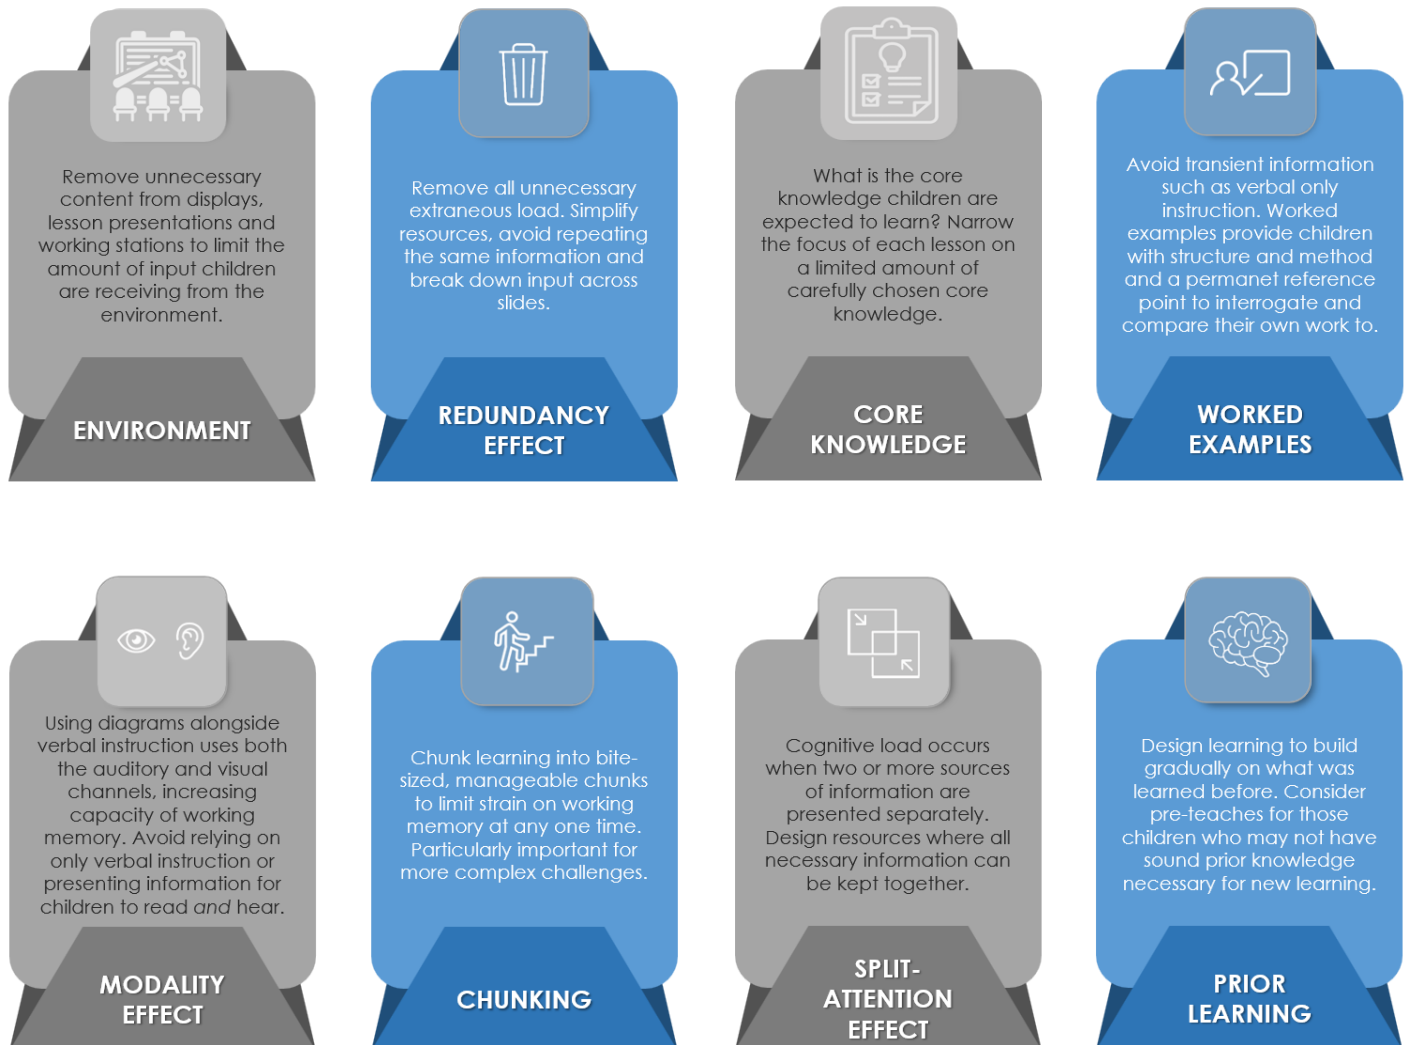 Remove unnecessary
content from displays,
lesson presentations and
working stations to limit the
amount of input children
are receiving from the
environment.
ENVIRONMENT
Remove all unnecessary
extraneous load. Simplify
resources, avoid repeating
the same information and
break down input across
slides.
REDUNDANCY
EFFECT
What is the core
knowledge children are
expected to learn? Narrow
the focus of each lesson on
a limited amount of
carefully chosen core
knowledge.
CORE
KNOWLEDGE
Avoid transient information
such as verbal only
instruction. Worked
examples provide children
with structure and method
and a permanet reference
point to interrogate and
compare their own work to.
WORKED
EXAMPLES
Using diagrams alongside
verbal instruction uses both
the auditory and visual
channels, increasing
capacity of working
memory. Avoid relying on
only verbal instruction or
presenting information for
children to read and hear.
MODALITY
EFFECT
Chunk learning into bite-
sized, manageable chunks
to limit strain on working
memory at any one time.
Particularly important for
more complex challenges.
CHUNKING
Cognitive load occurs
when two or more sources
of information are
presented separately.
Design resources where all
necessary information can
be kept together.
SPLIT-
ATTENTION
EFFECT
Design learning to build
gradually on what was
learned before. Consider
pre-teaches for those
children who may not have
sound prior knowledge
necessary for new learning.
PRIOR
LEARNING